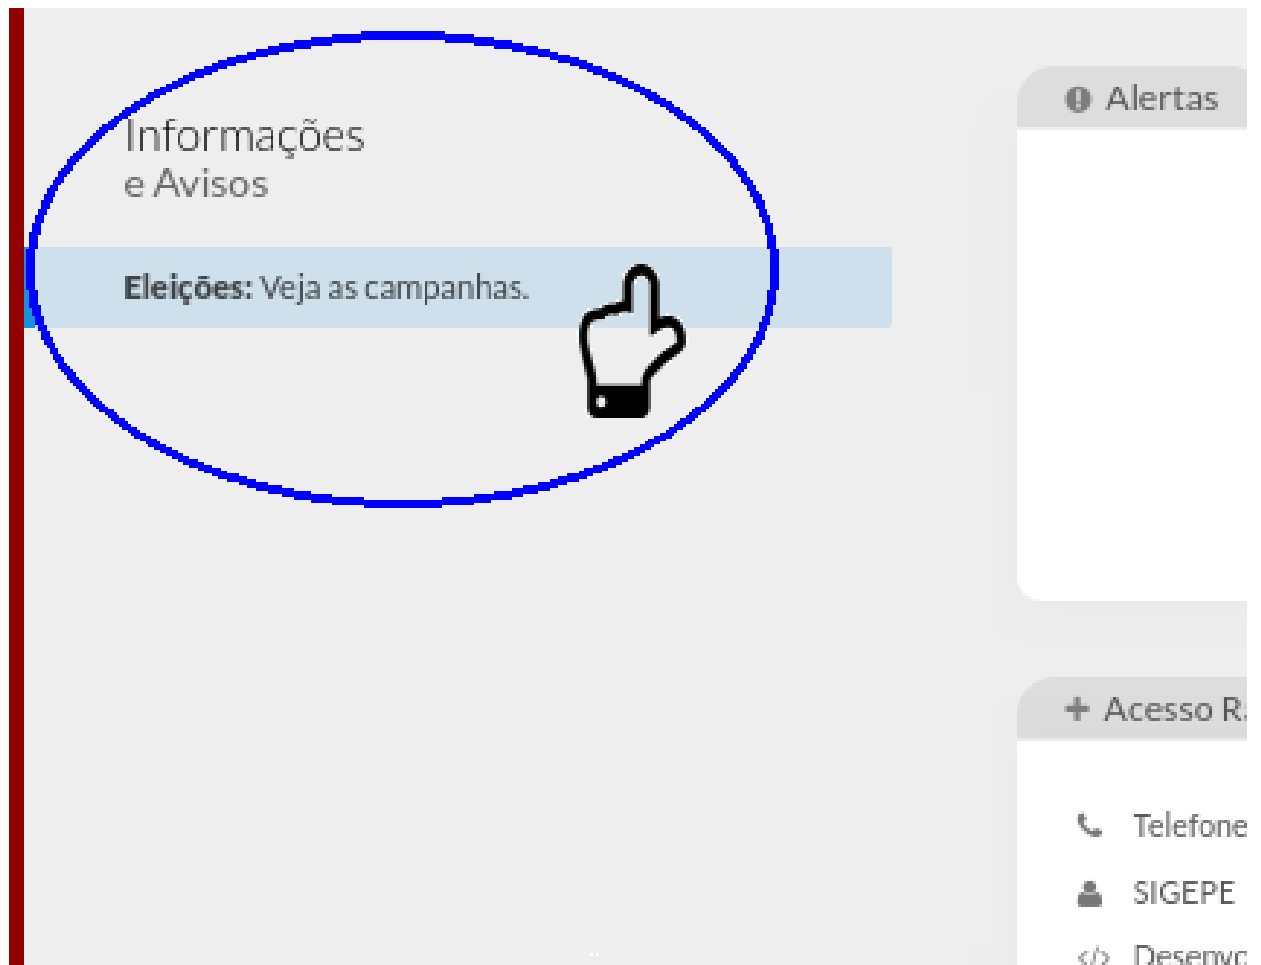 Informações
e Avisos
Eleições: Veja as campanhas.
Alertas
Acesso
Telefone
SIGEPE